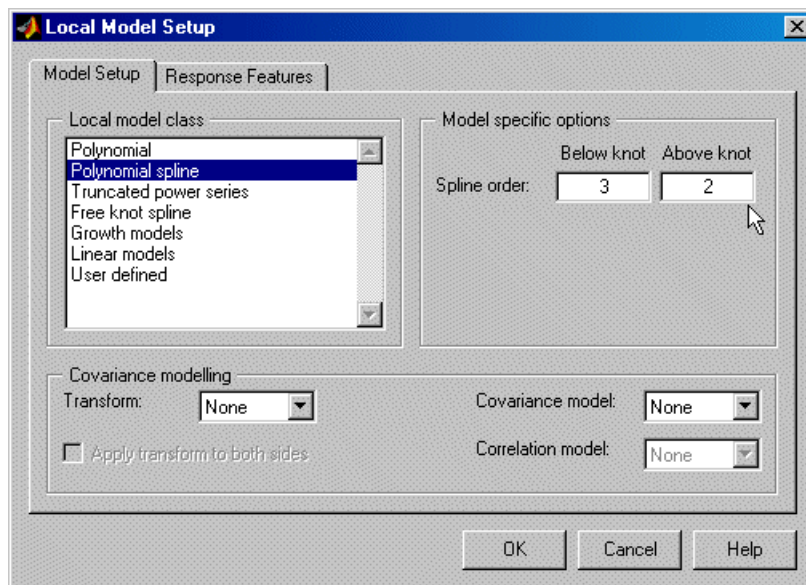 Local Model Setup
Model Setup
Response Features
Local model class
Polynomial
Polynomial spline
Truncated power series
Free knot spline
Growth models
Linear models
User defined
Model specific options
Below knot Above knot
Spline order: 3 2
Covariance modelling
Transform: None
Apply transform to both sides
Covariance model: None
Correlation model: None
OK
Cancel
Help